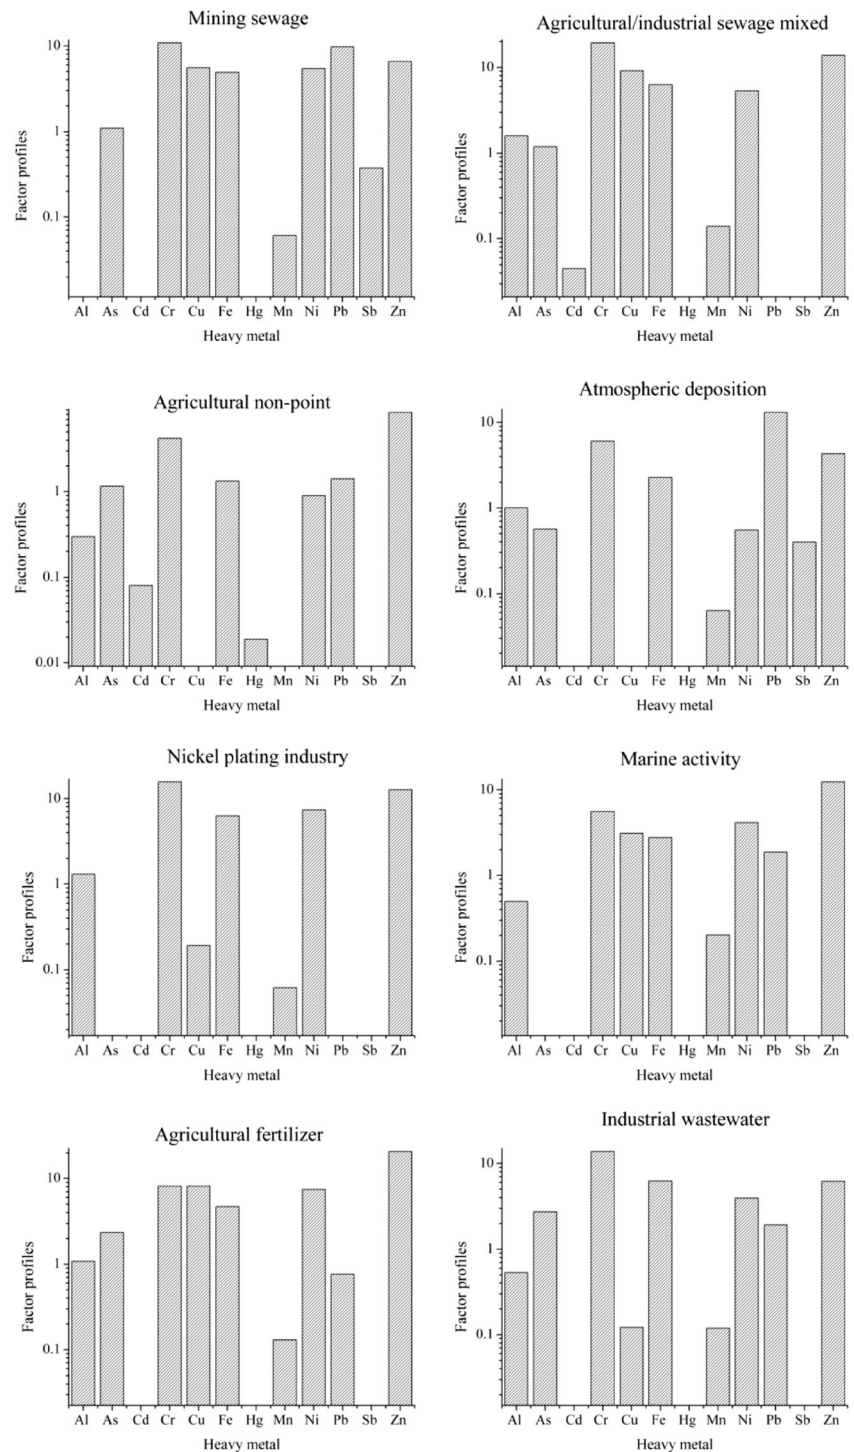 Mining sewage
Factor profiles
10
1
0.1
Al As Cd Cr Cu Fe Hg Mn Ni Pb Sb Zn
Heavy metal
Agricultural/industrial sewage mixed
Factor profiles
10
1
0.1
Al As Cd Cr Cu Fe Hg Mn Ni Pb Sb Zn
Heavy metal
Agricultural non-point
Factor profiles
1
0.1
0.01
Al As Cd Cr Cu Fe Hg Mn Ni Pb Sb Zn
Heavy metal
Atmospheric deposition
Factor profiles
10
1
0.1
Al As Cd Cr Cu Fe Hg Mn Ni Pb Sb Zn
Heavy metal
Nickel plating industry
Factor profiles
10
1
0.1
Al As Cd Cr Cu Fe Hg Mn Ni Pb Sb Zn
Heavy metal
Marine activity
Factor profiles
10
1
0.1
Al As Cd Cr Cu Fe Hg Mn Ni Pb Sb Zn
Heavy metal
Agricultural fertilizer
Factor profiles
10
1
0.1
Al As Cd Cr Cu Fe Hg Mn Ni Pb Sb Zn
Heavy metal
Industrial wastewater
Factor profiles
10
1
0.1
Al As Cd Cr Cu Fe Hg Mn Ni Pb Sb Zn
Heavy metal